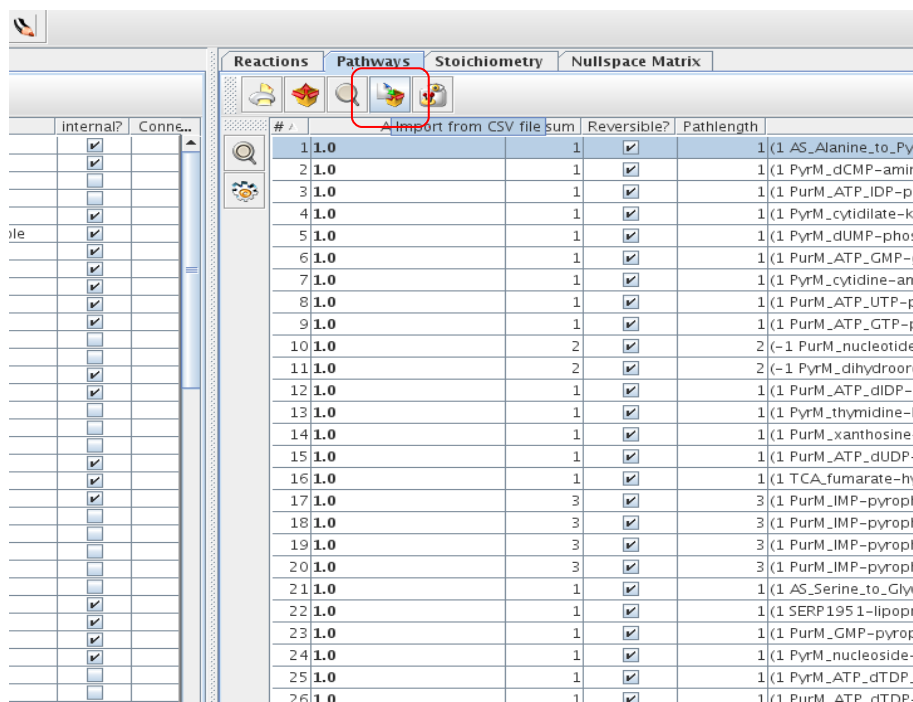 Reactions Pathways Stoichiometry Nullspace Matrix
internal? Conne... # Import from CSV file sum Reversible? Pathlength
1 1.0 1 1 (1 AS_Alanine_to_Py
2 1.0 1 1 (1 PyrM_dCMP-amin
3 1.0 1 1 (1 PurM_ATP_IDP-p
4 1.0 1 1 (1 PyrM_cytidilate-k
ole 5 1.0 1 1 (1 PyrM_dUMP-phos
6 1.0 1 1 (1 PurM_ATP_GMP-
7 1.0 1 1 (1 PyrM_cytidine-an
8 1.0 1 1 (1 PurM_ATP_UTP-p
9 1.0 1 1 (1 PurM_ATP_GTP-p
10 1.0 2 2 (-1 PurM_nucleotide
11 1.0 2 2 (-1 PyrM_dihydroor
12 1.0 1 1 (1 PurM_ATP_dIDP-
13 1.0 1 1 (1 PyrM_thymidine-
14 1.0 1 1 (1 PurM_xanthosine-
15 1.0 1 1 (1 PurM_ATP_dUDP-
16 1.0 1 1 (1 TCA_fumarate-hy
17 1.0 3 3 (1 PurM_IMP-pyroph
18 1.0 3 3 (1 PurM_IMP-pyroph
19 1.0 3 3 (1 PurM_IMP-pyroph
20 1.0 3 3 (1 PurM_IMP-pyroph
21 1.0 1 1 (1 AS_Serine_to_Gly
22 1.0 1 1 (1 SERP1951-lipopr
23 1.0 1 1 (1 PurM_GMP-pyrop
24 1.0 1 1 (1 PyrM_nucleoside-
25 1.0 1 1 (1 PyrM_ATP_dTDP_
26 1.0 1 1 (1 PurM_ATP_dTDP-